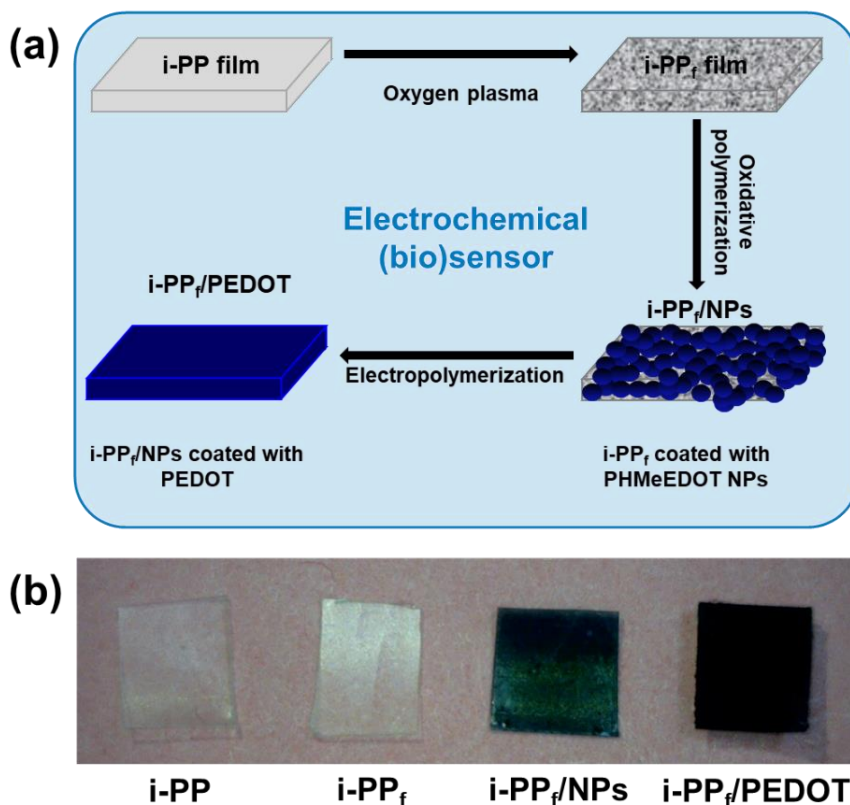 (a)
i-PP film
Oxygen plasma
i-PPf film
Oxidative
polymerization
Electrochemical
(bio)sensor
i-PPf/PEDOT
i-PPf/NPs
Electropolymerization
i-PPf/NPs coated with
PEDOT
i-PPf coated with
PHMeEDOT NPs
(b)
i-PP
i-PPf
i-PPf/NPs
i-PPf/PEDOT